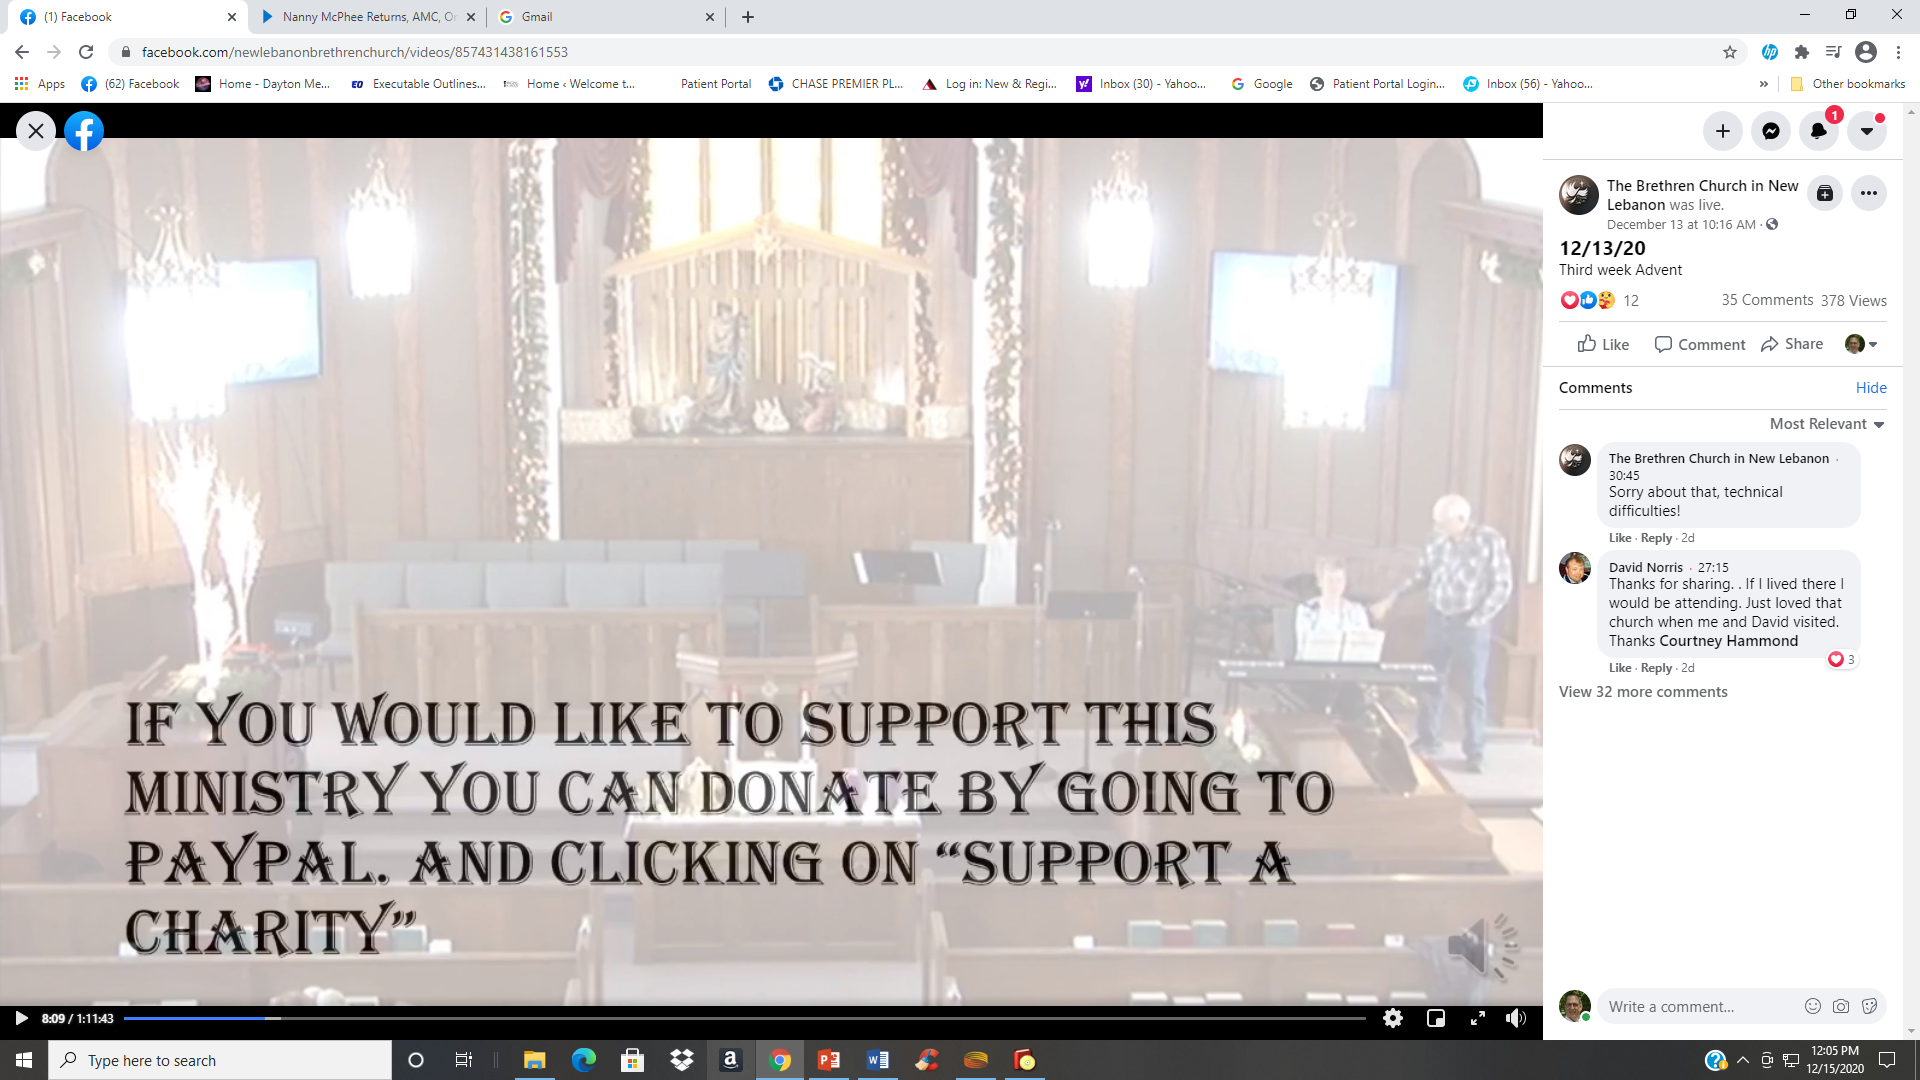 (1) Facebook
Nanny McPhee Returns, AMC, Or
Gmail
facebook.com/newlebanonbrethrenchurch/videos/857431438161553
Apps
(62) Facebook
Home - Dayton Me...
Executable Outlines...
Home ‹ Welcome t...
Patient Portal
CHASE PREMIER PL...
Log in: New & Regi...
Inbox (30) - Yahoo...
Google
Patient Portal Login...
Inbox (56) - Yahoo...
»
Other bookmarks
1
The Brethren Church in New
Lebanon was live.
December 13 at 10:16 AM ·
12/13/20
Third week Advent
12
35 Comments 378 Views
Like
Comment
Share
Comments
Hide
Most Relevant
The Brethren Church in New Lebanon ·
30:45
Sorry about that, technical
difficulties!
Like · Reply · 2d
David Norris · 27:15
Thanks for sharing. . If I lived there I
would be attending. Just loved that
church when me and David visited.
Thanks Courtney Hammond
3
Like · Reply · 2d
View 32 more comments
IF YOU WOULD LIKE TO SUPPORT THIS
MINISTRY YOU CAN DONATE BY GOING TO
PAYPAL. AND CLICKING ON “SUPPORT A
CHARITY”
8:09 / 1:11:43
Write a comment...
Type here to search
12:05 PM
12/15/2020